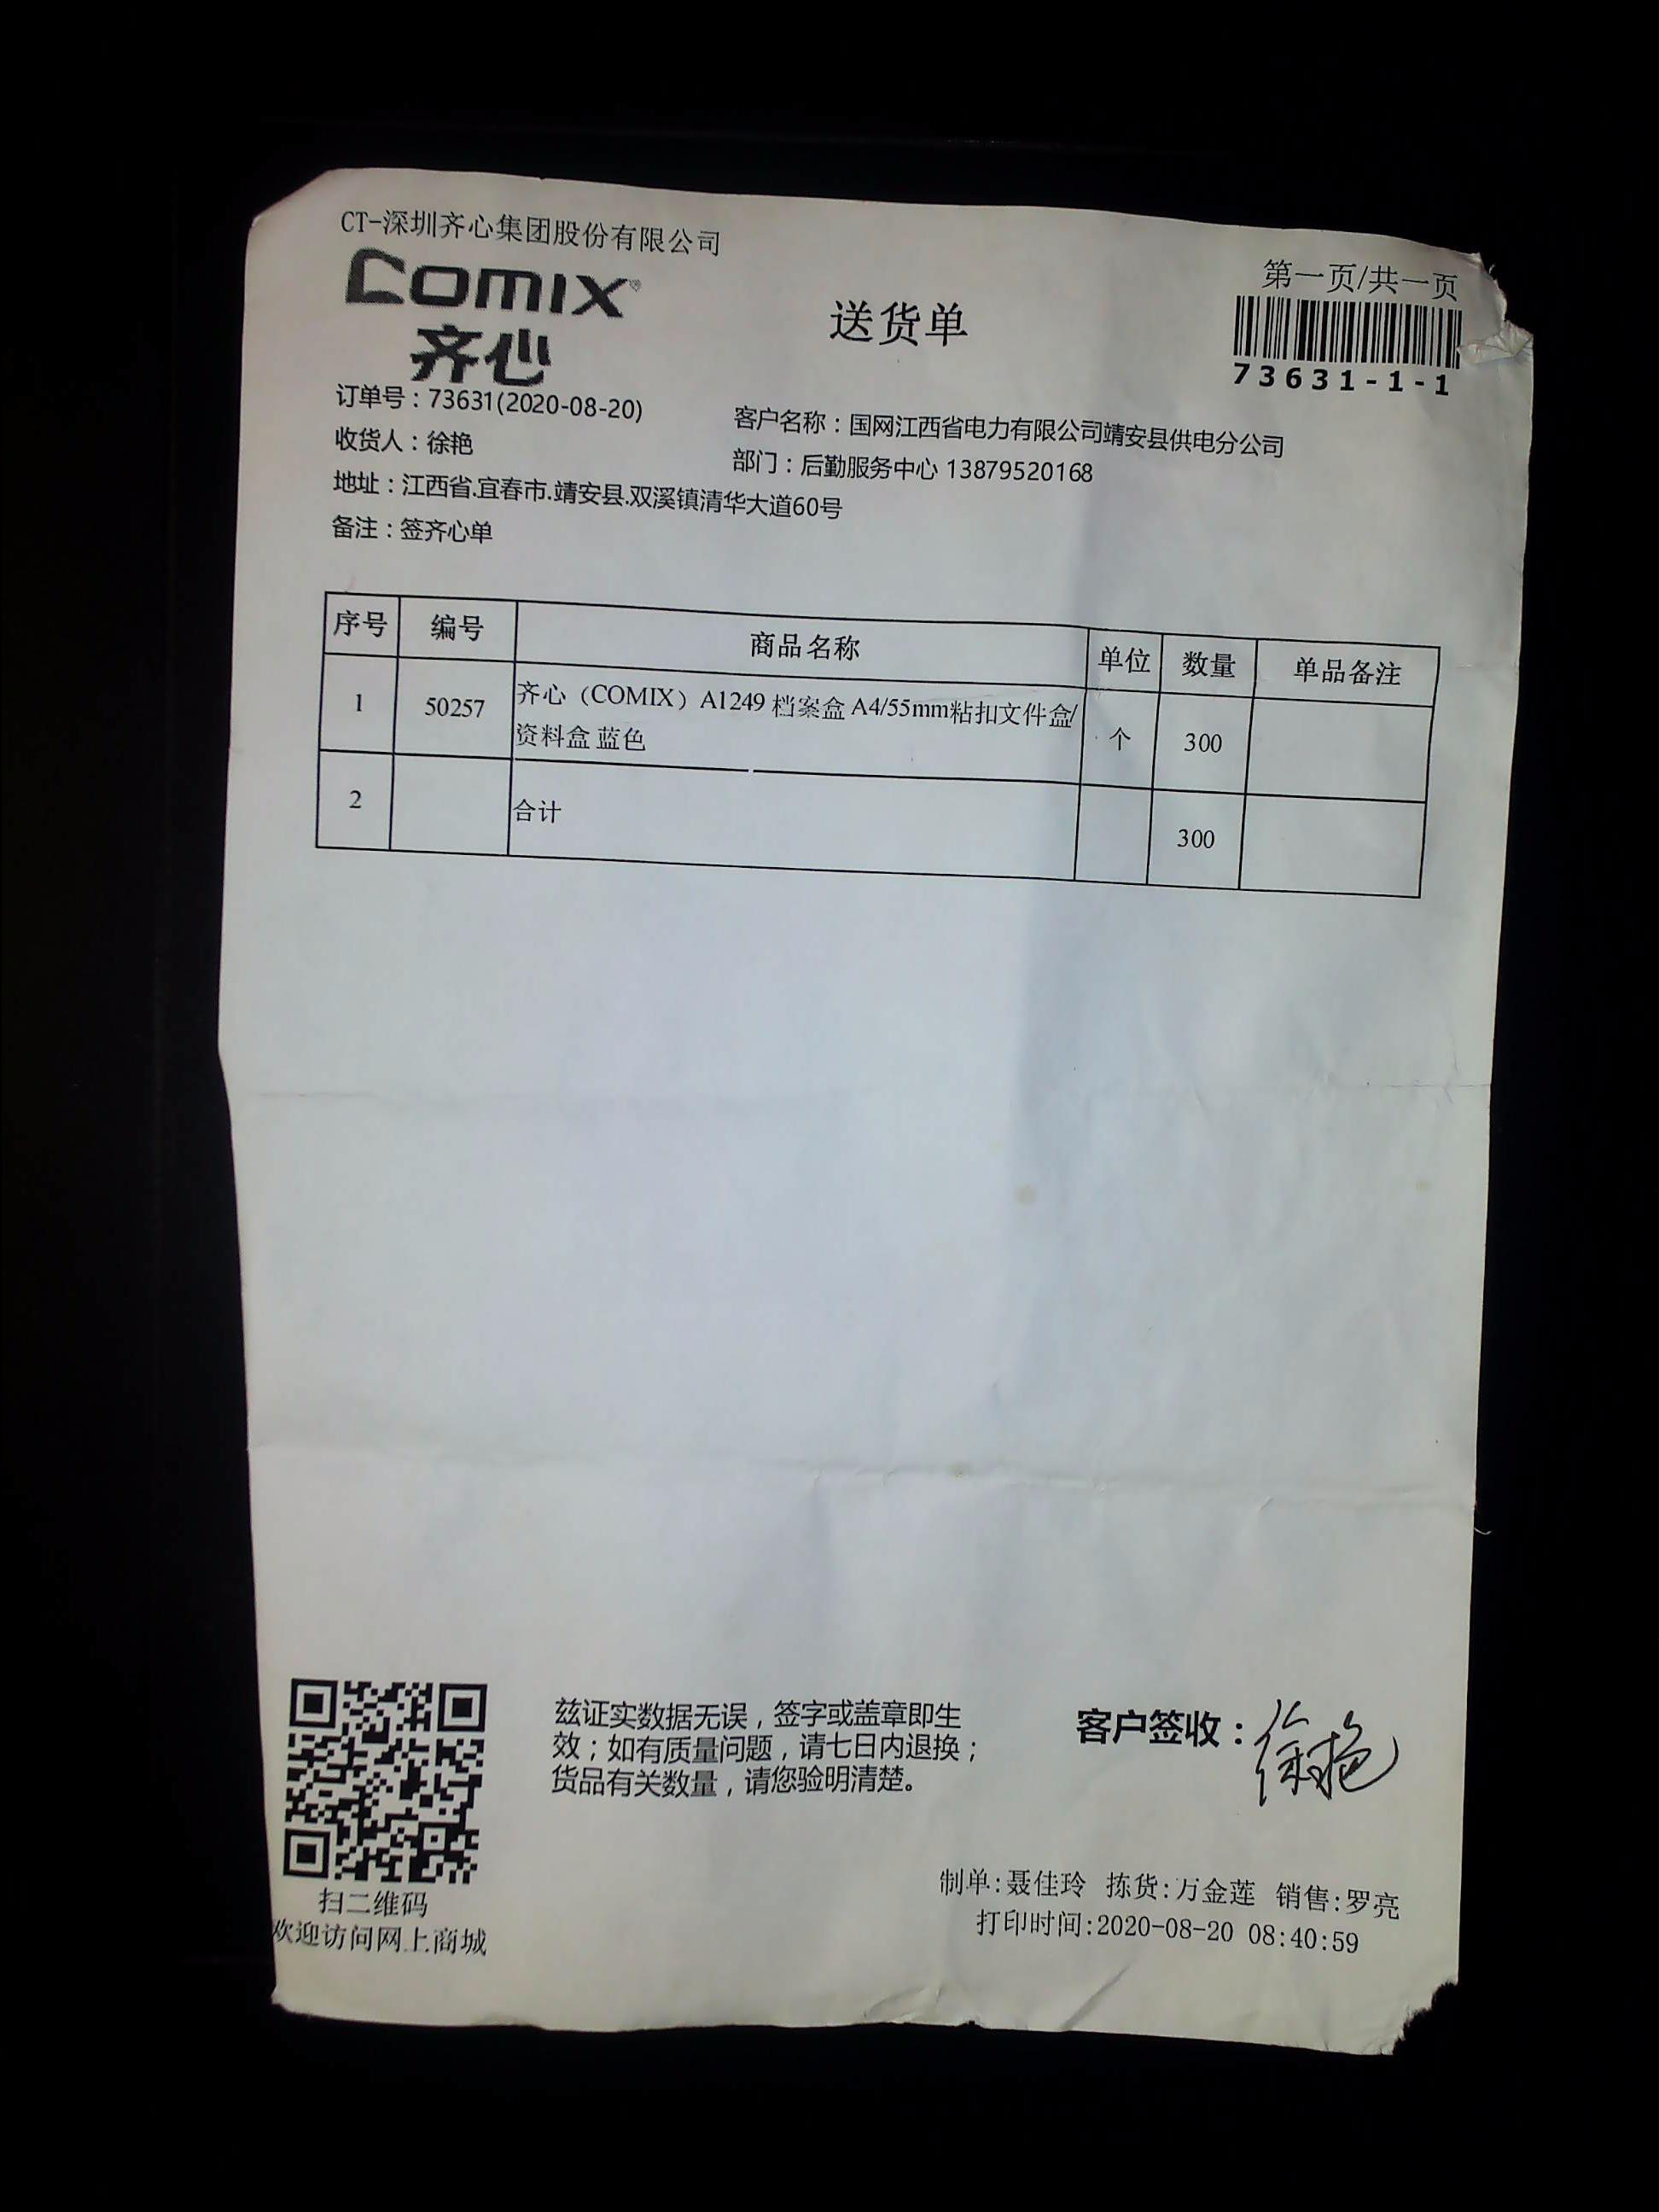 CT-深圳齐心集团股份有限公司
COMIX®
齐心
送货单
第一页/共一页
73631-1-1
订单号：73631(2020-08-20)
客户名称：国网江西省电力有限公司靖安县供电分公司
收货人：徐艳
部门：后勤服务中心 13879520168
地址：江西省.宜春市.靖安县.双溪镇清华大道60号
备注：签齐心单
序号 编号 商品名称 单位 数量 单品备注
1 50257 齐心（COMIX）A1249 档案盒 A4/55mm粘扣文件盒/ 个 300
资料盒 蓝色
2 合计 300
兹证实数据无误，签字或盖章即生
效；如有质量问题，请七日内退换；
货品有关数量，请您验明清楚。
客户签收：徐艳
扫二维码
欢迎访问网上商城
制单:聂佳玲 拣货:万金莲 销售:罗亮
打印时间:2020-08-20 08:40:59